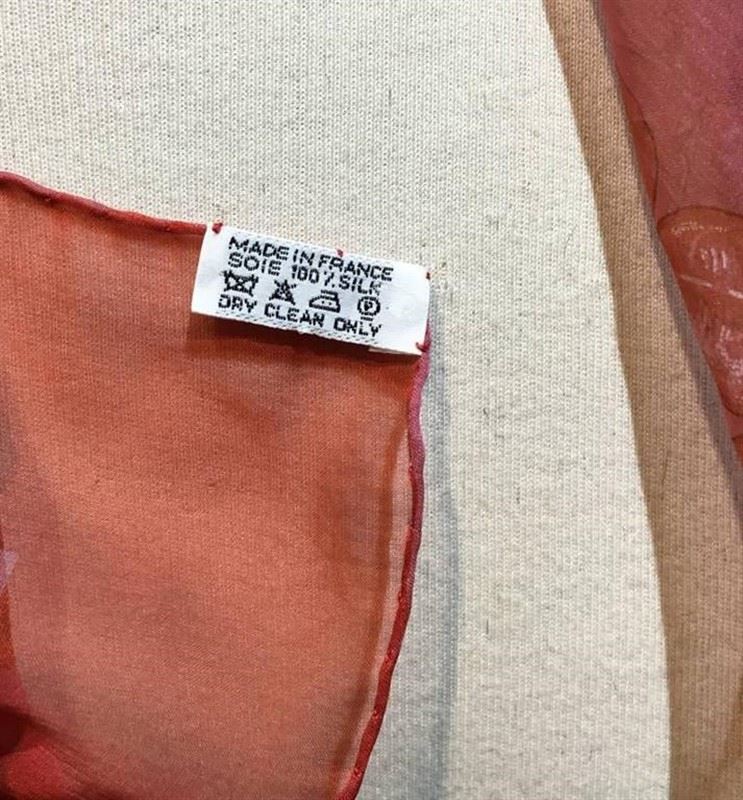 MADE IN FRANCE
SOIE 100% SILK
P
DRY CLEAN ONLY